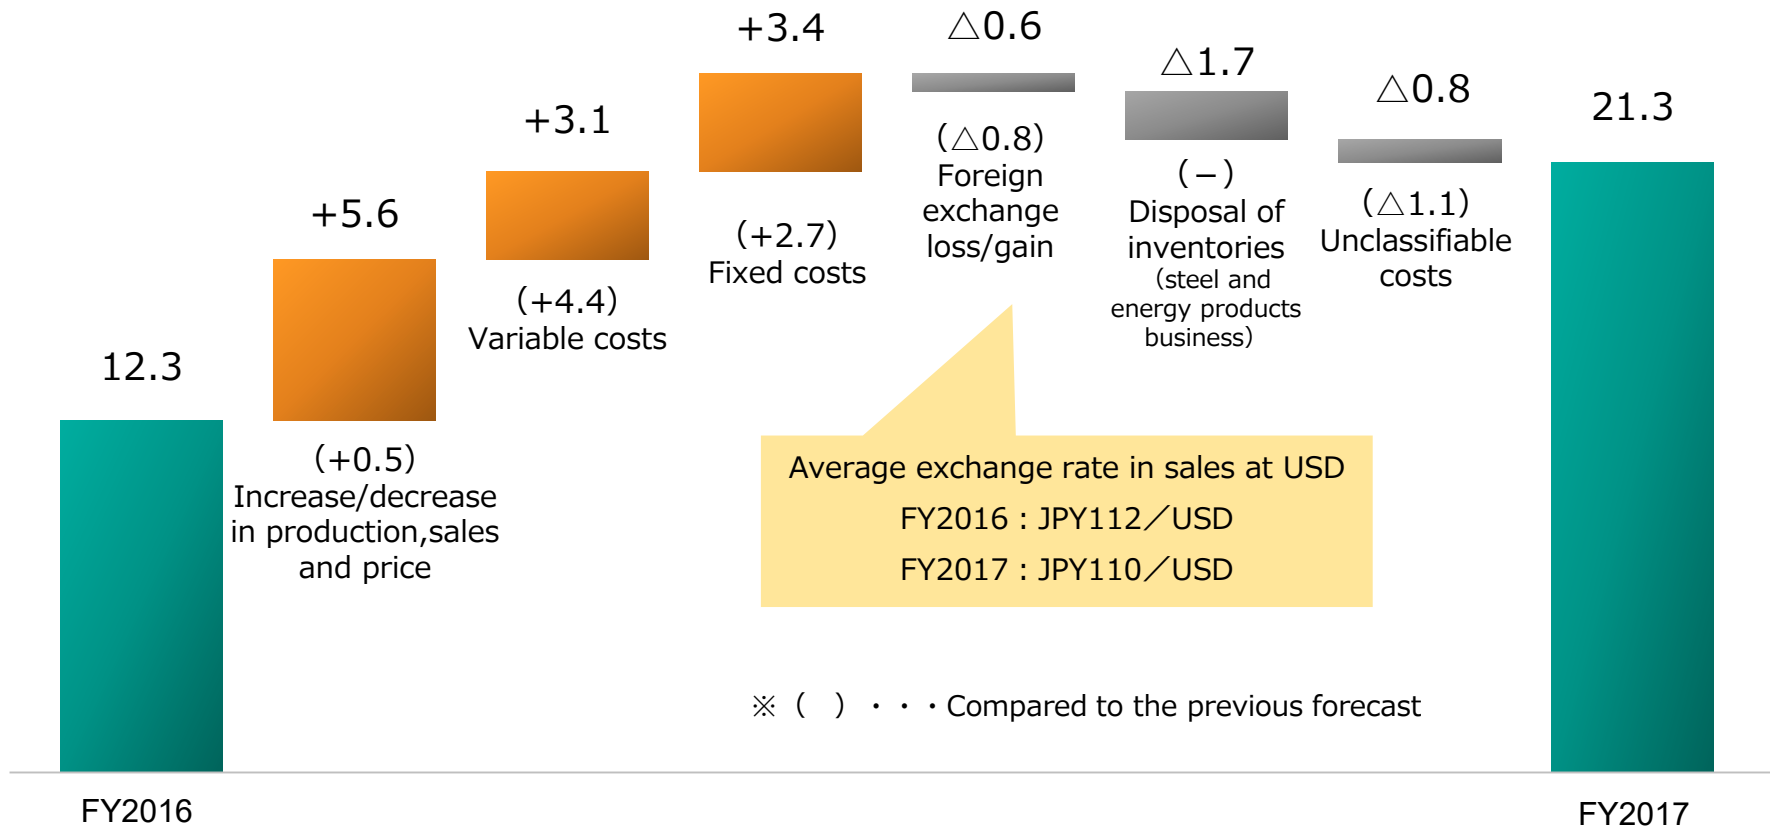 12.3
FY2016
+5.6
（+0.5）
Increase/decrease
in production,sales
and price
+3.1
（+4.4）
Variable costs
+3.4
（+2.7）
Fixed costs
△0.6
（△0.8）
Foreign
exchange
loss/gain
△1.7
（－）
Disposal of
inventories
（steel and
energy products
business）
△0.8
（△1.1）
Unclassifiable
costs
21.3
FY2017
Average exchange rate in sales at USD
FY2016：JPY112／USD
FY2017：JPY110／USD
※（　）・・・Compared to the previous forecast